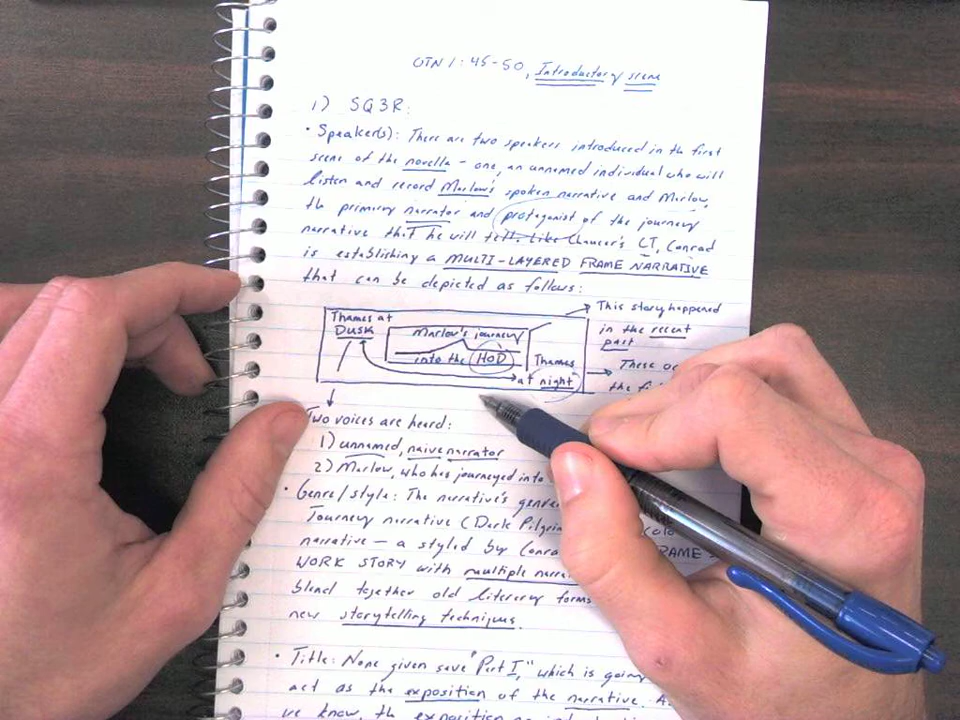 OTN 1: 45-50, Introductory scene
1) SQ3R:
• Speaker(s): There are two speakers introduced in the first
scene of the novella – one, an unnamed individual who will
listen and record Marlow's spoken narrative and Marlow,
the primary narrator and protagonist of the journey
narrative that he will tell. Like Chaucer's CT, Conrad
is establishing a MULTI-LAYERED FRAME NARRATIVE
that can be depicted as follows:
Thames at
Dusk
Marlow's journey
into the HOD
Thames
at night
This story happened
in the recent
past
These
the
Two voices are heard:
1) unnamed, naive narrator
2) Marlow, who has journeyed into
• Genre/style: The narrative's genre
Journey narrative (Dark
narrative – a styled by
FRAME
WORK STORY with multiple
blend together old literary forms
new storytelling techniques.
• Title: None given save "Part I," which is going
act as the exposition of the narrative.
we know, the exposition